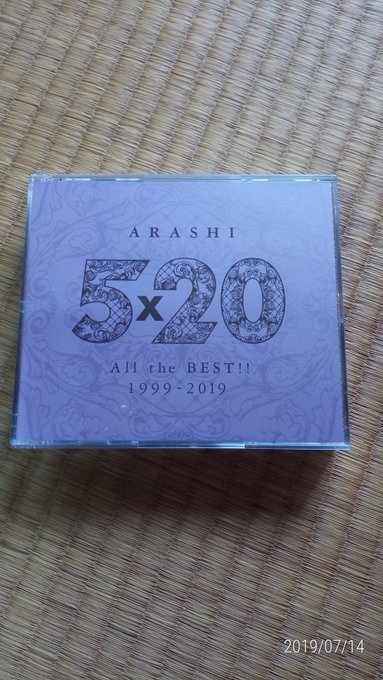 ARASHI
5x20
All the BEST!!
1999-2019
2019/07/14